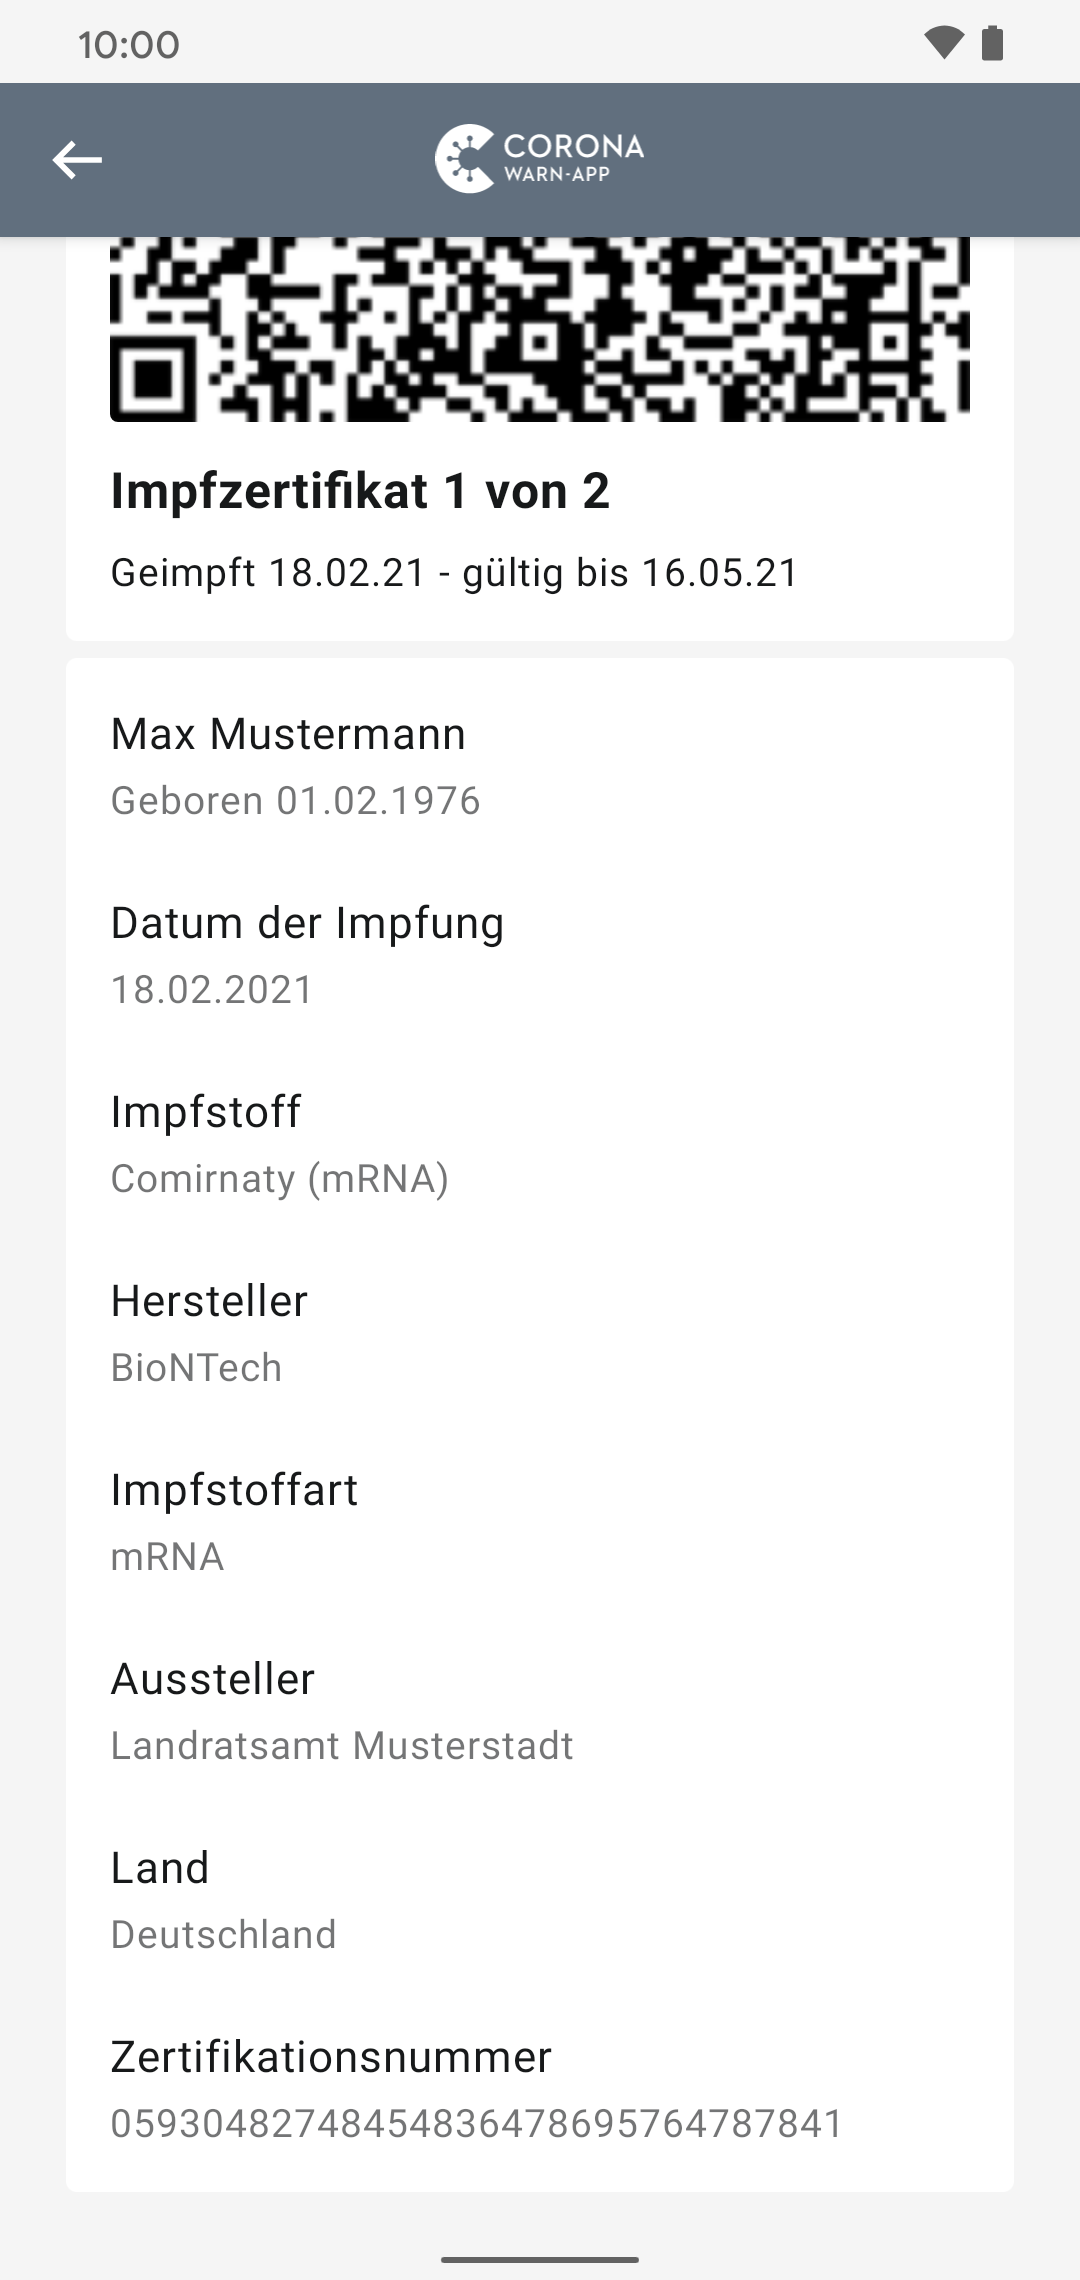 10:00
CORONA
WARN-APP
Impfzertifikat 1 von 2
Geimpft 18.02.21 - gültig bis 16.05.21
Max Mustermann
Geboren 01.02.1976
Datum der Impfung
18.02.2021
Impfstoff
Comirnaty (mRNA)
Hersteller
BioNTech
Impfstoffart
mRNA
Aussteller
Landratsamt Musterstadt
Land
Deutschland
Zertifikationsnummer
05930482748454836478695764787841